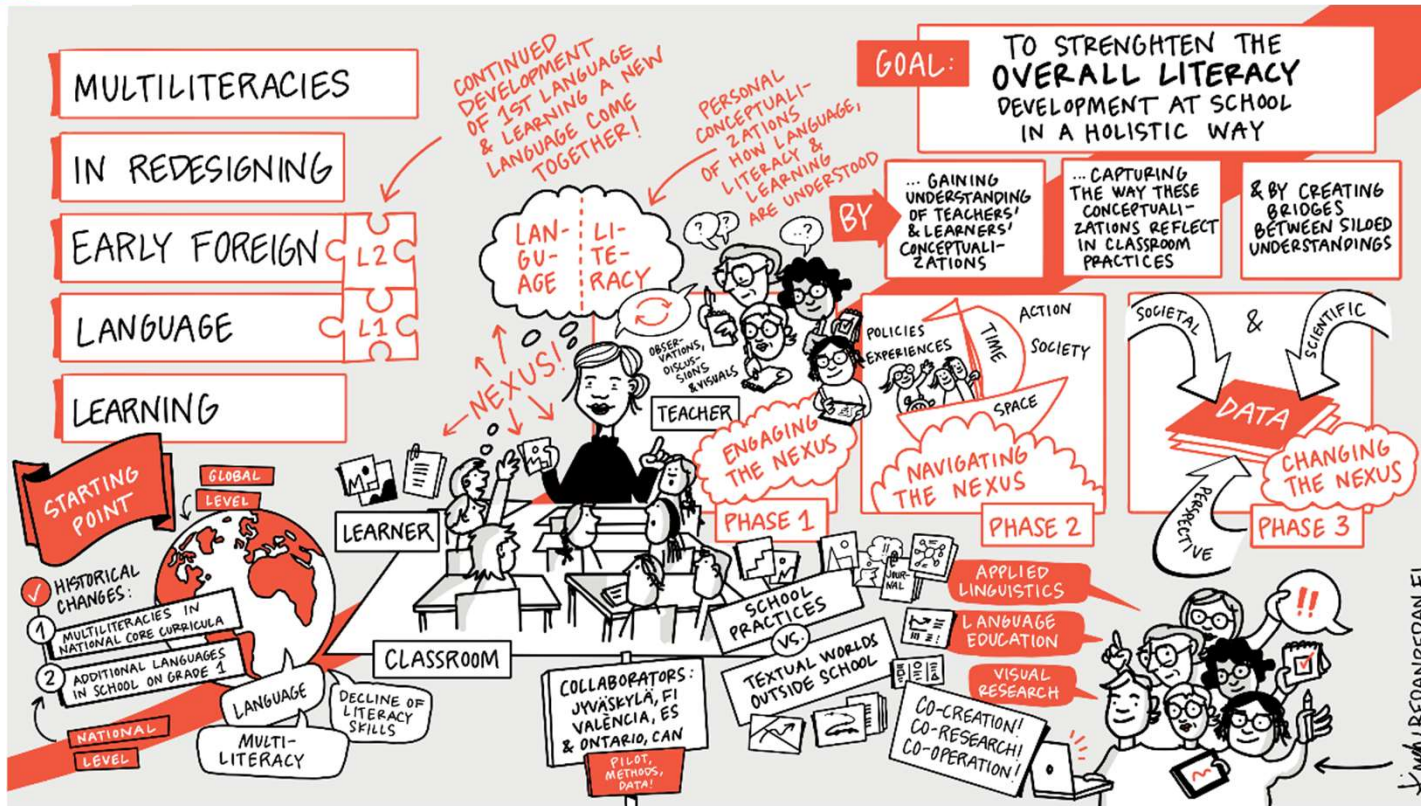 MULTILITERACIES
IN REDESIGNING
EARLY FOREIGN
LANGUAGE
LEARNING
L2
L1
CONTINUED
DEVELOPMENT
OF 1ST LANGUAGE
& LEARNING A NEW
LANGUAGE COME
TOGETHER!
PERSONAL
CONCEPTUALI-
ZATIONS
OF HOW LANGUAGE,
LITERACY &
LEARNING
ARE UNDERSTOOD
GOAL:
TO STRENGHTEN THE
OVERALL LITERACY
DEVELOPMENT AT SCHOOL
IN A HOLISTIC WAY
BY
... GAINING
UNDERSTANDING
OF TEACHERS'
& LEARNERS'
CONCEPTUALI-
ZATIONS
... CAPTURING
THE WAY THESE
CONCEPTUALI-
ZATIONS REFLECT
IN CLASSROOM
PRACTICES
& BY CREATING
BRIDGES
BETWEEN SILOED
UNDERSTANDINGS
LAN-
GU-
AGE
LI-
TE-
RACY
?
?
...?
OBSER-
VATIONS,
DISCUS-
SIONS
& VISUALS
NEXUS!
TEACHER
ENGAGING
THE NEXUS
PHASE 1
POLICIES
EXPERIENCES
TIME
ACTION
SOCIETY
SPACE
NAVIGATING
THE NEXUS
PHASE 2
SOCIETAL
&
SCIENTIFIC
DATA
PERSPECTIVE
CHANGING
THE NEXUS
PHASE 3
STARTING
POINT
GLOBAL
LEVEL
HISTORICAL
CHANGES:
1
MULTILITERACIES IN
NATIONAL CORE CURRICULA
2
ADDITIONAL LANGUAGES
IN SCHOOL ON GRADE 1
NATIONAL
LEVEL
LANGUAGE
DECLINE OF
LITERACY
SKILLS
MULTI-
LITERACY
LEARNER
CLASSROOM
COLLABORATORS:
JYVÄSKYLÄ, FI
VALÈNCIA, ES
& ONTARIO, CAN
PILOT,
METHODS,
DATA!
SCHOOL
PRACTICES
VS.
TEXTUAL WORLDS
OUTSIDE SCHOOL
JOUR-
NAL
APPLIED
LINGUISTICS
LANGUAGE
EDUCATION
VISUAL
RESEARCH
CO-CREATION!
CO-RESEARCH!
CO-OPERATION!
!!